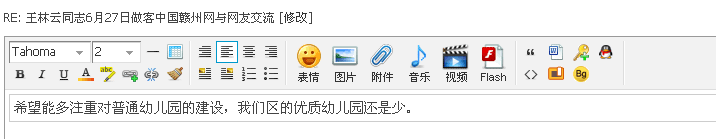 RE: 王林云同志6月27日做客中国赣州网与网友交流 [修改]
Tahoma 2
B I U A
表情 图片 附件 音乐 视频 Flash
Bg
希望能多注重对普通幼儿园的建设，我们区的优质幼儿园还是少。